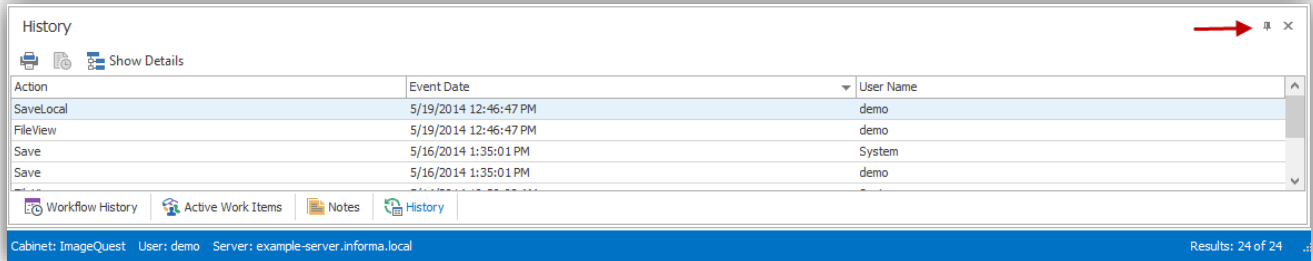 History
Show Details
Action Event Date User Name
SaveLocal 5/19/2014 12:46:47 PM demo
FileView 5/19/2014 12:46:47 PM demo
Save 5/16/2014 1:35:01 PM System
Save 5/16/2014 1:35:01 PM demo
Workflow History Active Work Items Notes History
Cabinet: ImageQuest User: demo Server: example-server.informa.local Results: 24 of 24